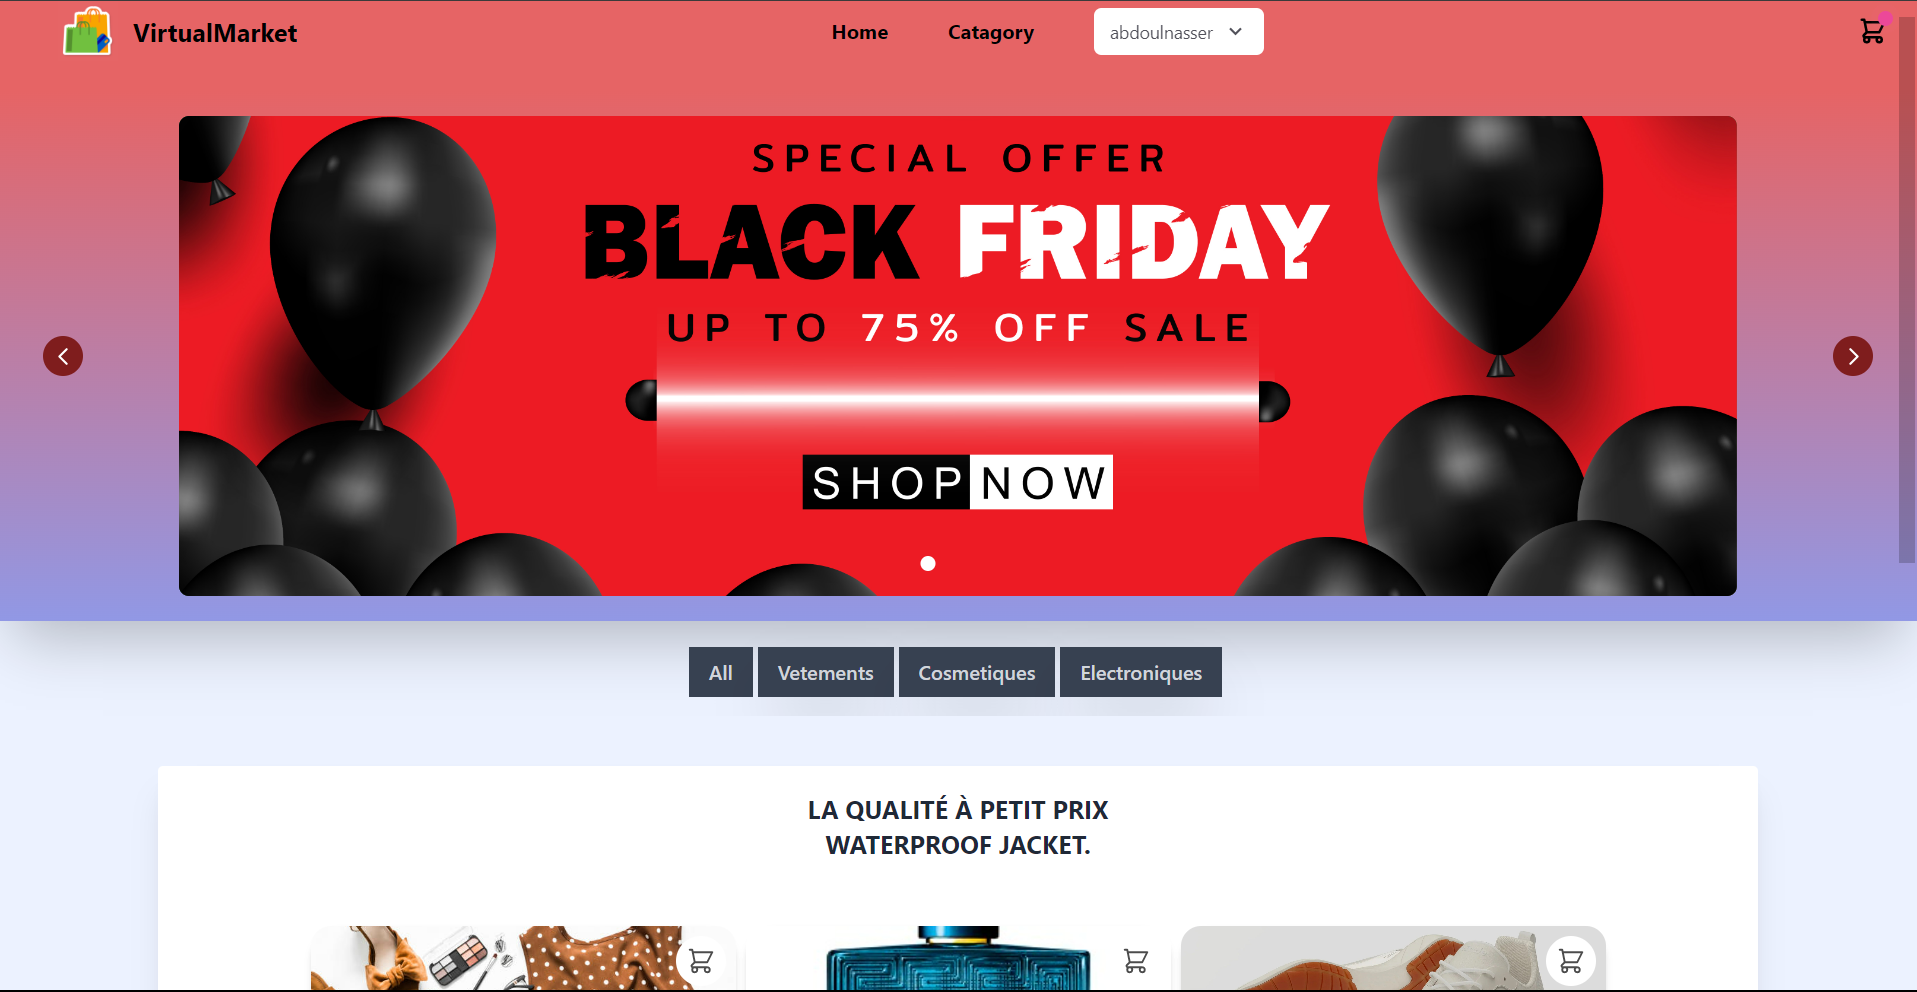 VirtualMarket
Home
Catagory
abdoulnasser
SPECIAL OFFER
BLACK FRIDAY
UP TO 75% OFF SALE
SHOP NOW
All
Vetements
Cosmetiques
Electroniques
LA QUALITÉ À PETIT PRIX
WATERPROOF JACKET.